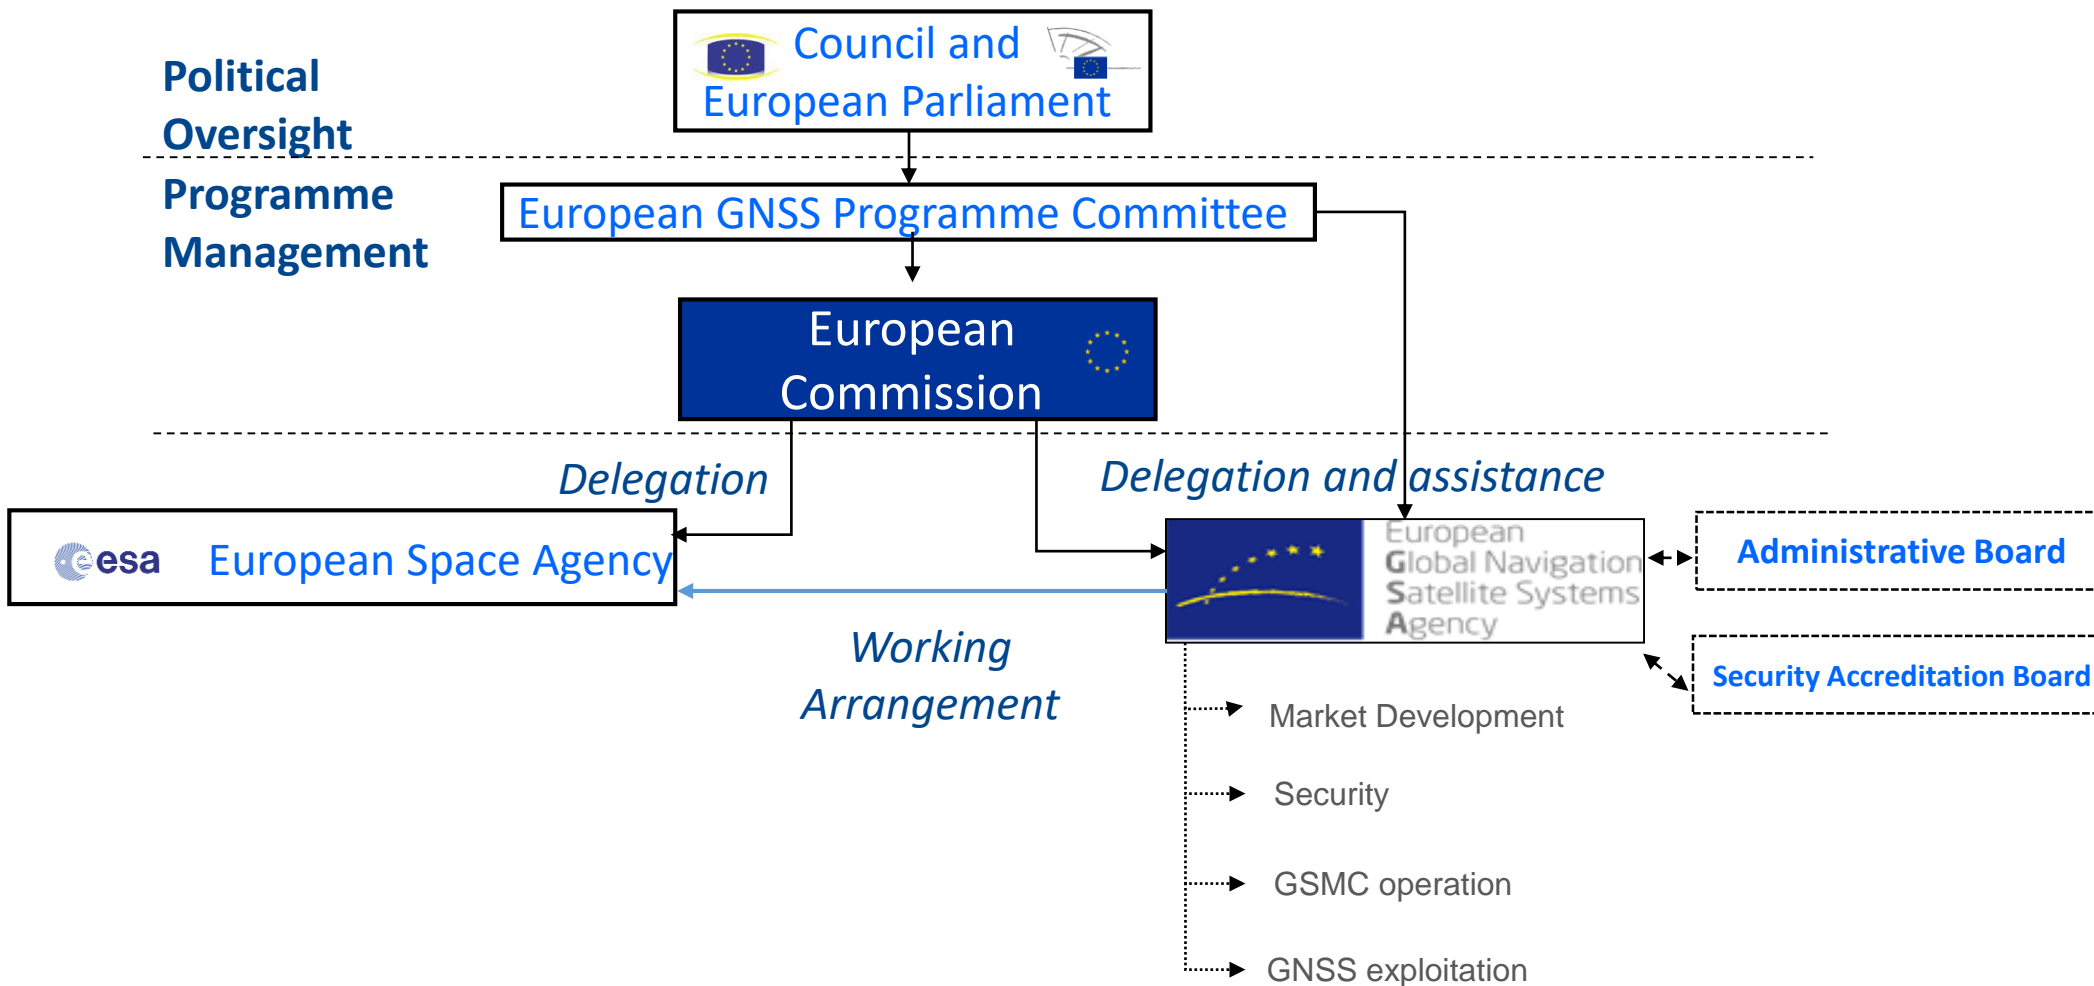 Political
Oversight
Council and
European Parliament
Programme
Management
European GNSS Programme Committee
European
Commission
Delegation
Delegation and assistance
esa
European Space Agency
European
Global Navigation
Satellite Systems
Agency
Administrative Board
Security Accreditation Board
Working
Arrangement
Market Development
Security
GSMC operation
GNSS exploitation